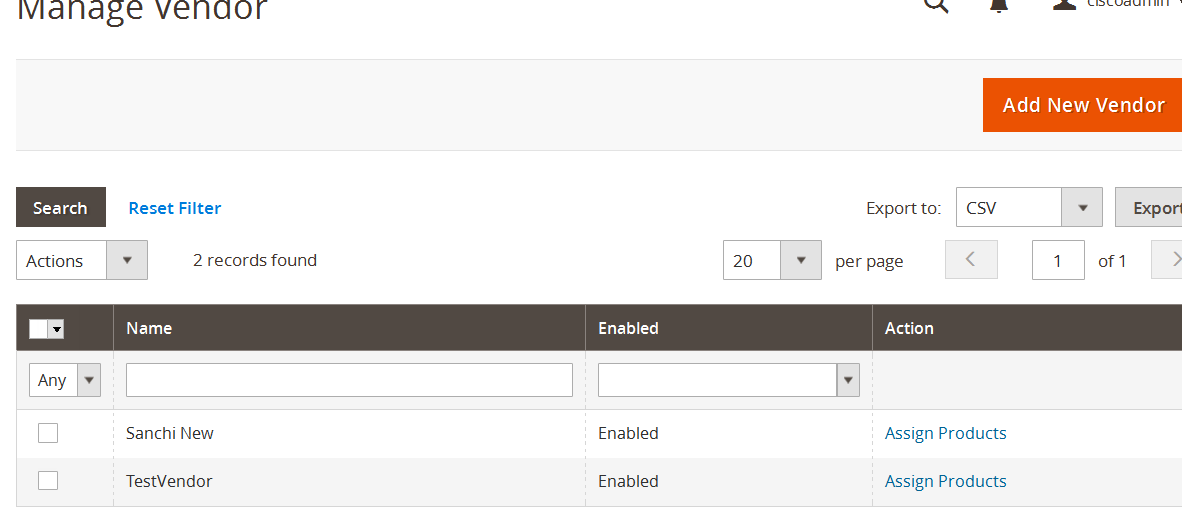 Manage Vendor
ciscoadmin
Add New Vendor
Search Reset Filter Export to: CSV Export
Actions 2 records found 20 per page 1 of 1
Name Enabled Action
Any
Sanchi New Enabled Assign Products
TestVendor Enabled Assign Products